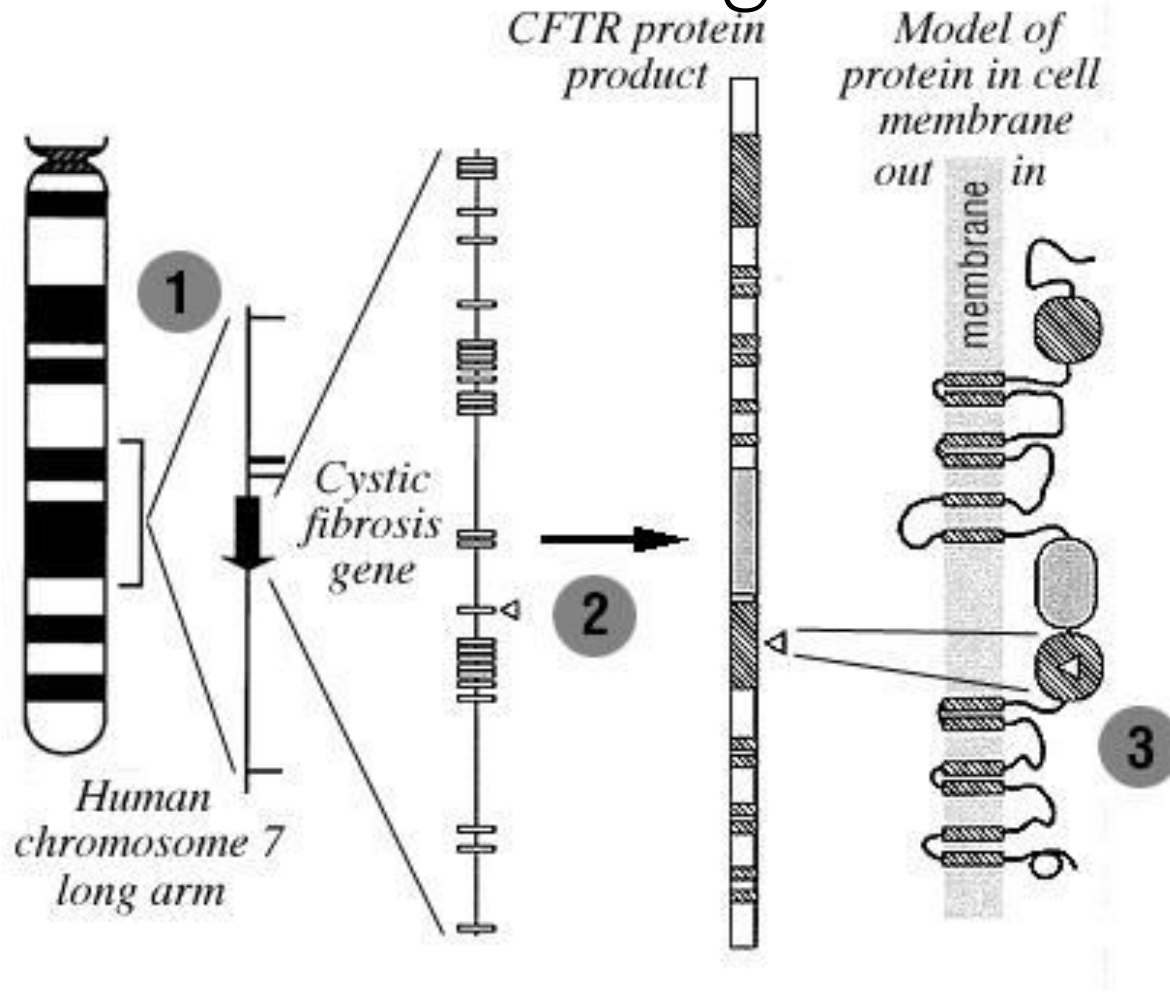 CFTR protein
product
Model of
protein in cell
membrane
out in
membrane
1
Cystic
fibrosis
gene
2
3
Human
chromosome 7
long arm